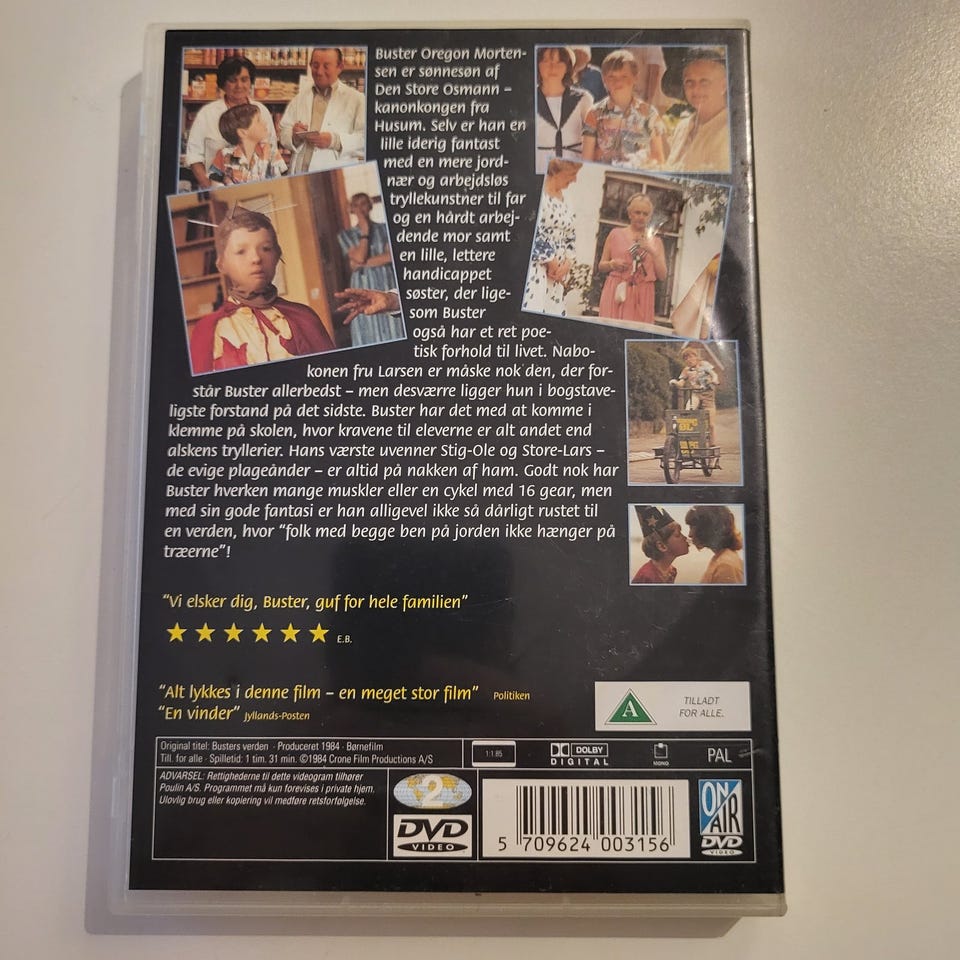 Buster Oregon Morten-
sen er sønnesøn af
Den Store Osmann –
kanonkongen fra
Husum. Selv er han en
lille iderig fantast
med en mere jord-
nær og arbejdsløs
tryllekunstner til far
og en hårdt arbej-
dende mor samt
en lille, lettere
handicappet
søster, der lige-
som Buster
også har et ret poe-
tisk forhold til livet. Nabo-
konen fru Larsen er måske nok den, der for-
står Buster allerbedst – men desværre ligger hun i bogstave-
ligste forstand på det sidste. Buster har det med at komme i
klemme på skolen, hvor kravene til eleverne er alt andet end
alskens tryllerier. Hans værste uvenner Stig-Ole og Store-Lars –
de evige plageånder – er altid på nakken af ham. Godt nok har
Buster hverken mange muskler eller en cykel med 16 gear, men
med sin gode fantasi er han alligevel ikke så dårligt rustet til
en verden, hvor "folk med begge ben på jorden ikke hænger på
træerne"!
"Vi elsker dig, Buster, guf for hele familien"
★ ★ ★ ★ ★ ★ E.B.
"Alt lykkes i denne film – en meget stor film" Politiken
"En vinder" Jyllands-Posten
A TILLADT
FOR ALLE.
Original titel: Busters verden · Produceret 1984 · Børnefilm
Till. for alle · Spilletid: 1 tim. 31 min. ©1984 Crone Film Productions A/S
1:1.85
DOLBY
DIGITAL
MONO
PAL
ADVARSEL: Rettighederne til dette videogram tilhører
Poulin A/S. Programmet må kun forevises i private hjem.
Ulovlig brug eller kopiering vil medføre retsforfølgelse.
2
DVD
VIDEO
5 709624 003156
ON
AIR
DVD
VIDEO